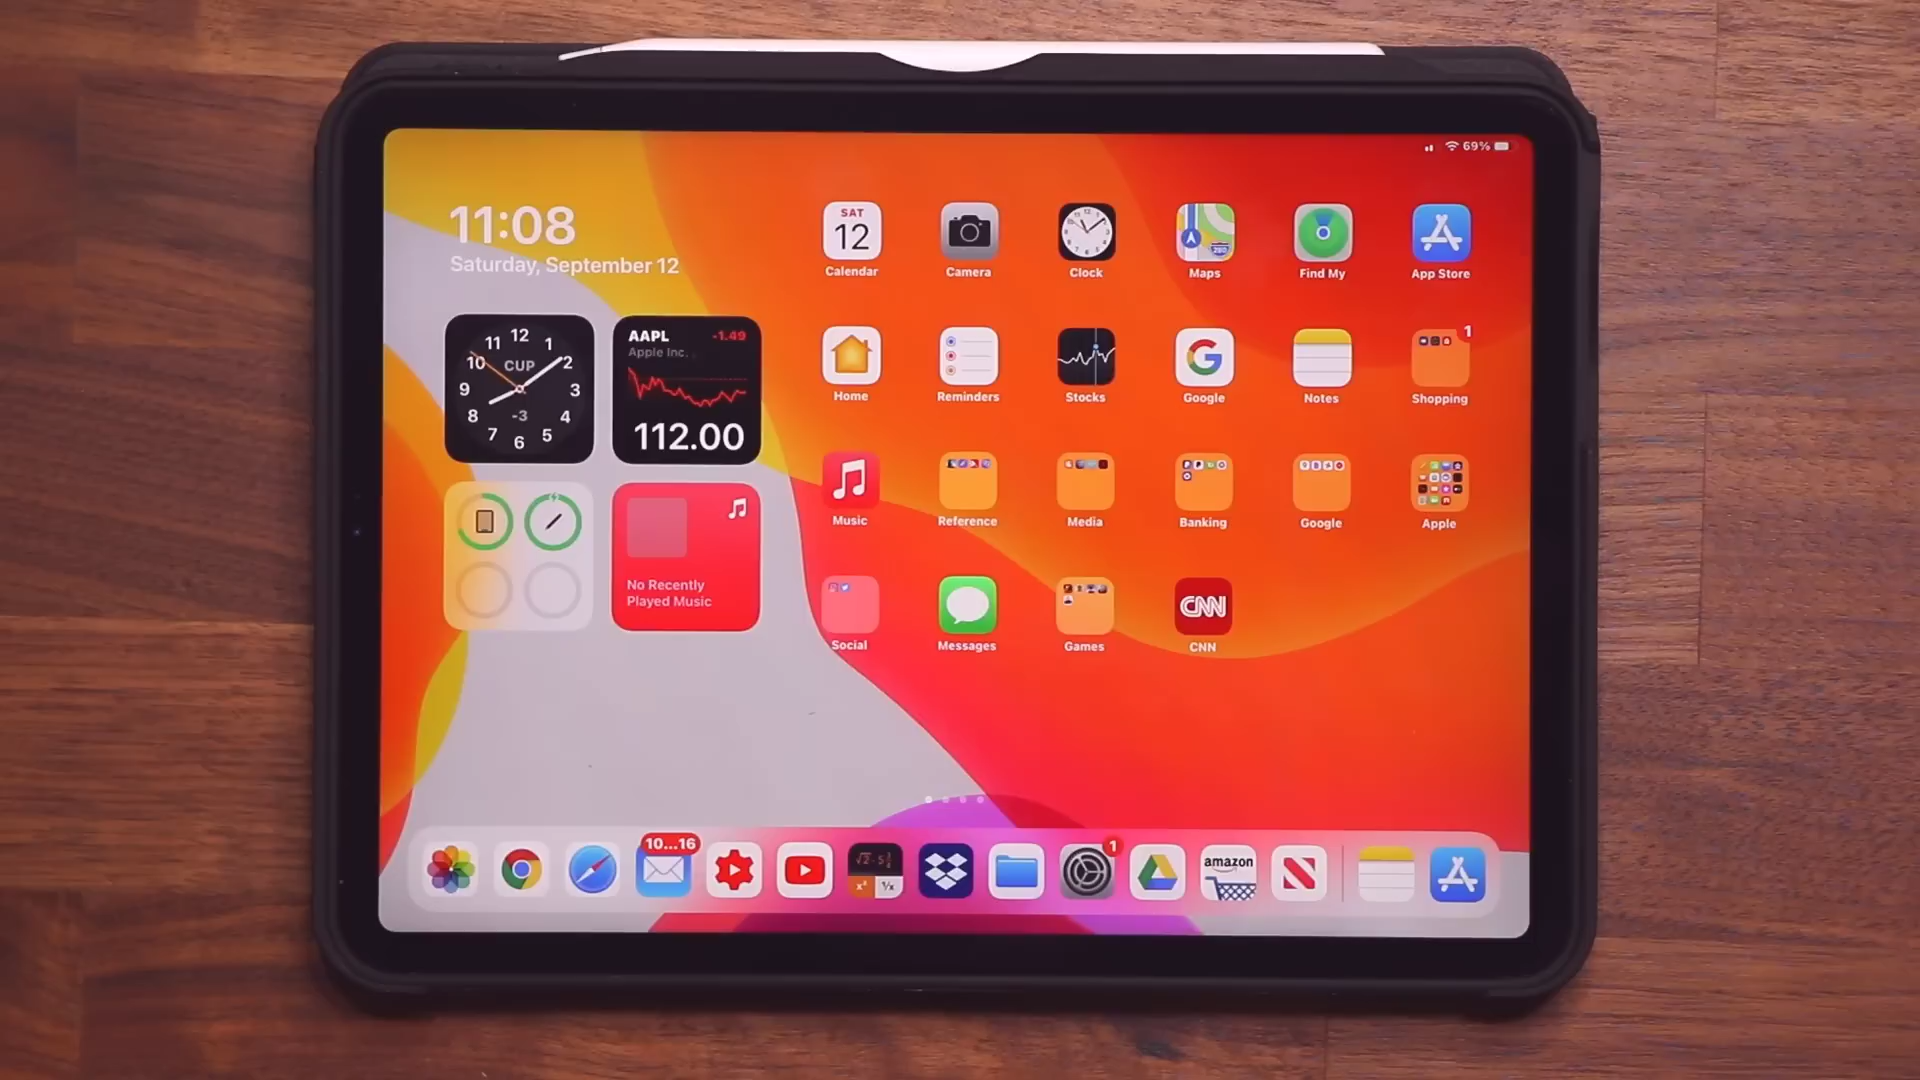 69%
11:08
Saturday, September 12
12
11
1
10
CUP
2
9
3
8
-3
4
7
6
5
AAPL
-1.49
Apple Inc.
112.00
No Recently
Played Music
SAT
12
Calendar
Camera
Clock
Maps
Find My
App Store
Home
Reminders
Stocks
Google
Notes
1
Shopping
Music
Reference
Media
Banking
Google
Apple
Social
Messages
Games
CNN
CNN
10...16
1
amazon